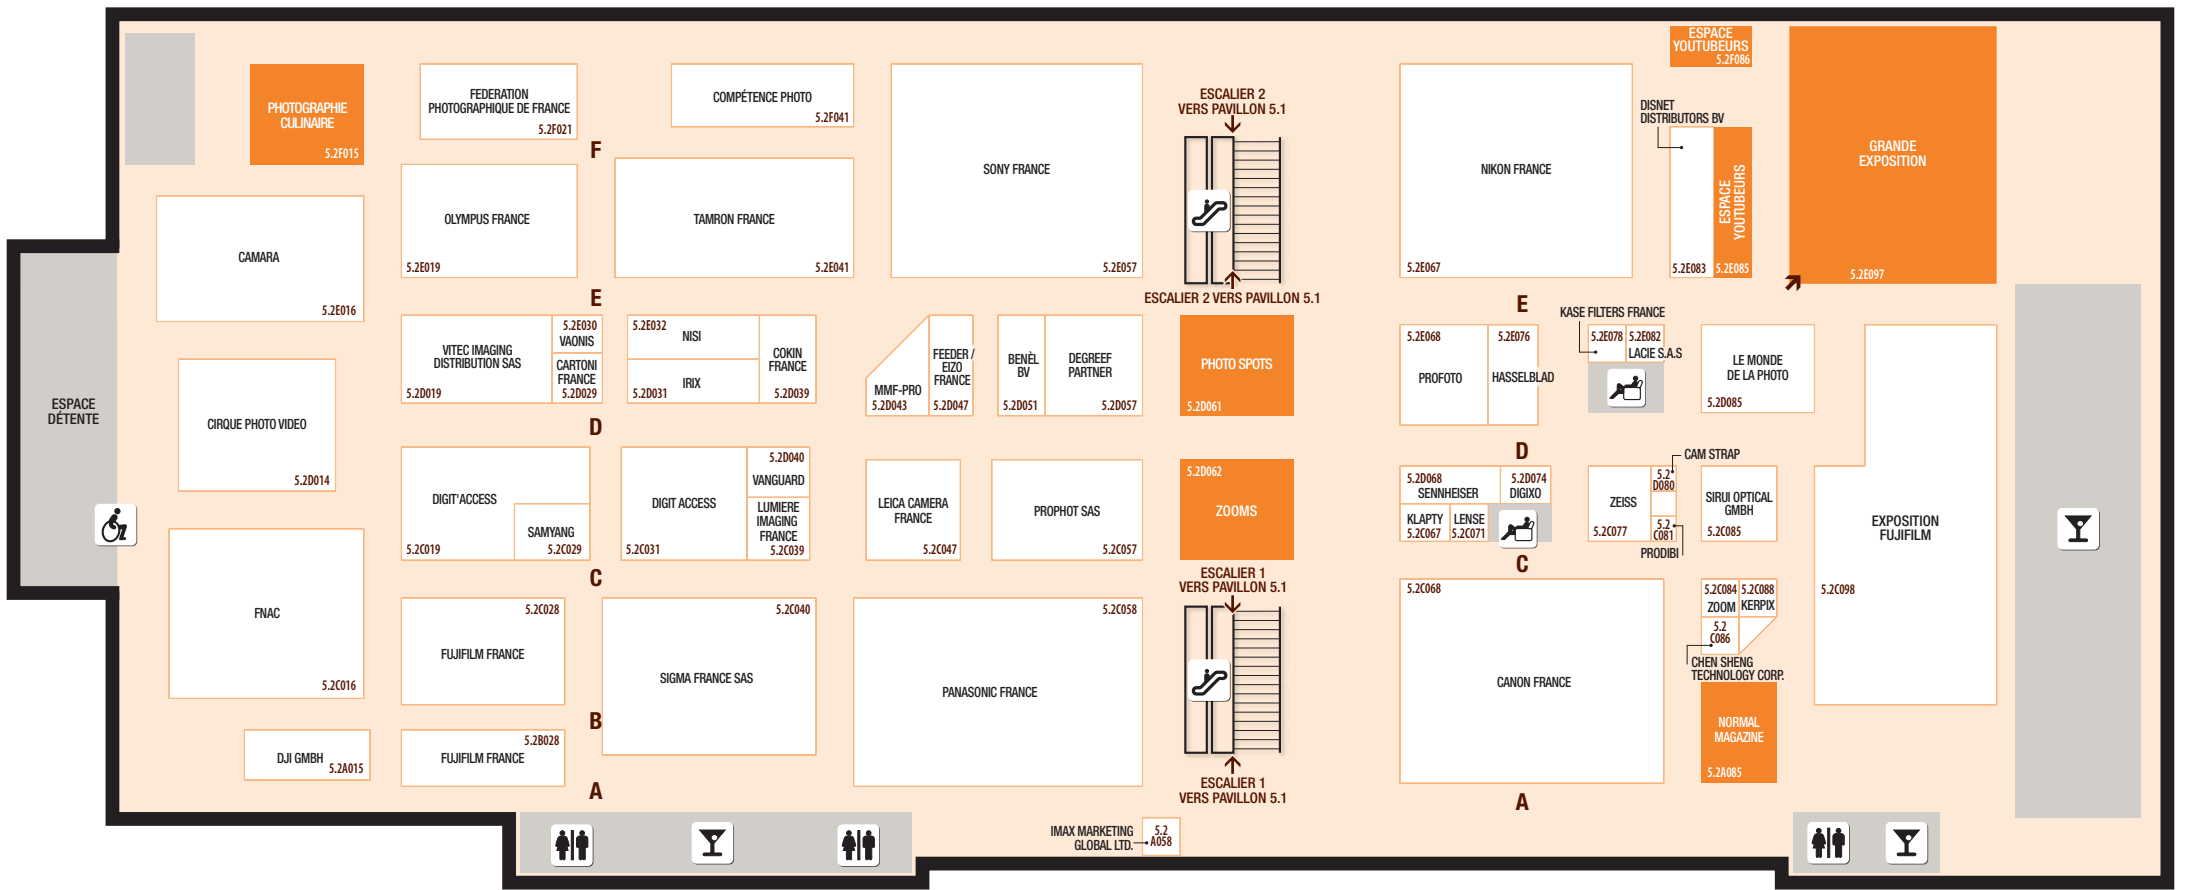 ESPACE
YOUTUBEURS
5.2F086
PHOTOGRAPHIE
CULINAIRE
5.2F015
FEDERATION
PHOTOGRAPHIQUE DE FRANCE
5.2F021
COMPÉTENCE PHOTO
5.2F041
SONY FRANCE
5.2E057
ESCALIER 2
VERS PAVILLON 5.1
ESCALIER 2 VERS PAVILLON 5.1
NIKON FRANCE
5.2E067
DISNET
DISTRIBUTORS BV
5.2E083
ESPACE
YOUTUBEURS
5.2E085
GRANDE
EXPOSITION
5.2E097
F
CAMARA
5.2E016
OLYMPUS FRANCE
5.2E019
TAMRON FRANCE
5.2E041
E
E
VITEC IMAGING
DISTRIBUTION SAS
5.2D019
5.2E030
VAONIS
CARTONI
FRANCE
5.2D029
5.2E032
NISI
IRIX
5.2D031
COKIN
FRANCE
5.2D039
MMF-PRO
5.2D043
FEEDER /
EIZO
FRANCE
5.2D047
BENÈL
BV
5.2D051
DEGREEF
PARTNER
5.2D057
PHOTO SPOTS
5.2D061
5.2E068
PROFOTO
5.2E076
HASSELBLAD
KASE FILTERS FRANCE
5.2E078
5.2E082
LACIE S.A.S
LE MONDE
DE LA PHOTO
5.2D085
ESPACE
DÉTENTE
CIRQUE PHOTO VIDEO
5.2D014
D
D
DIGIT'ACCESS
5.2C019
SAMYANG
5.2C029
DIGIT ACCESS
5.2C031
5.2D040
VANGUARD
LUMIERE
IMAGING
FRANCE
5.2C039
LEICA CAMERA
FRANCE
5.2C047
PROPHOT SAS
5.2C057
5.2D062
ZOOMS
5.2D068
SENNHEISER
5.2D074
DIGIXO
KLAPTY
5.2C067
LENSE
5.2C071
ZEISS
5.2C077
CAM STRAP
5.2
D080
5.2
C081
PRODIBI
SIRUI OPTICAL
GMBH
5.2C085
EXPOSITION
FUJIFILM
5.2C098
C
C
FNAC
5.2C016
5.2C028
FUJIFILM FRANCE
5.2C040
SIGMA FRANCE SAS
5.2C058
PANASONIC FRANCE
ESCALIER 1
VERS PAVILLON 5.1
ESCALIER 1
VERS PAVILLON 5.1
5.2C068
CANON FRANCE
5.2C084
ZOOM
5.2C088
KERPIX
5.2
C086
CHEN SHENG
TECHNOLOGY CORP.
NORMAL
MAGAZINE
5.2A085
B
DJI GMBH
5.2A015
5.2B028
FUJIFILM FRANCE
A
A
IMAX MARKETING
GLOBAL LTD.
5.2
A058